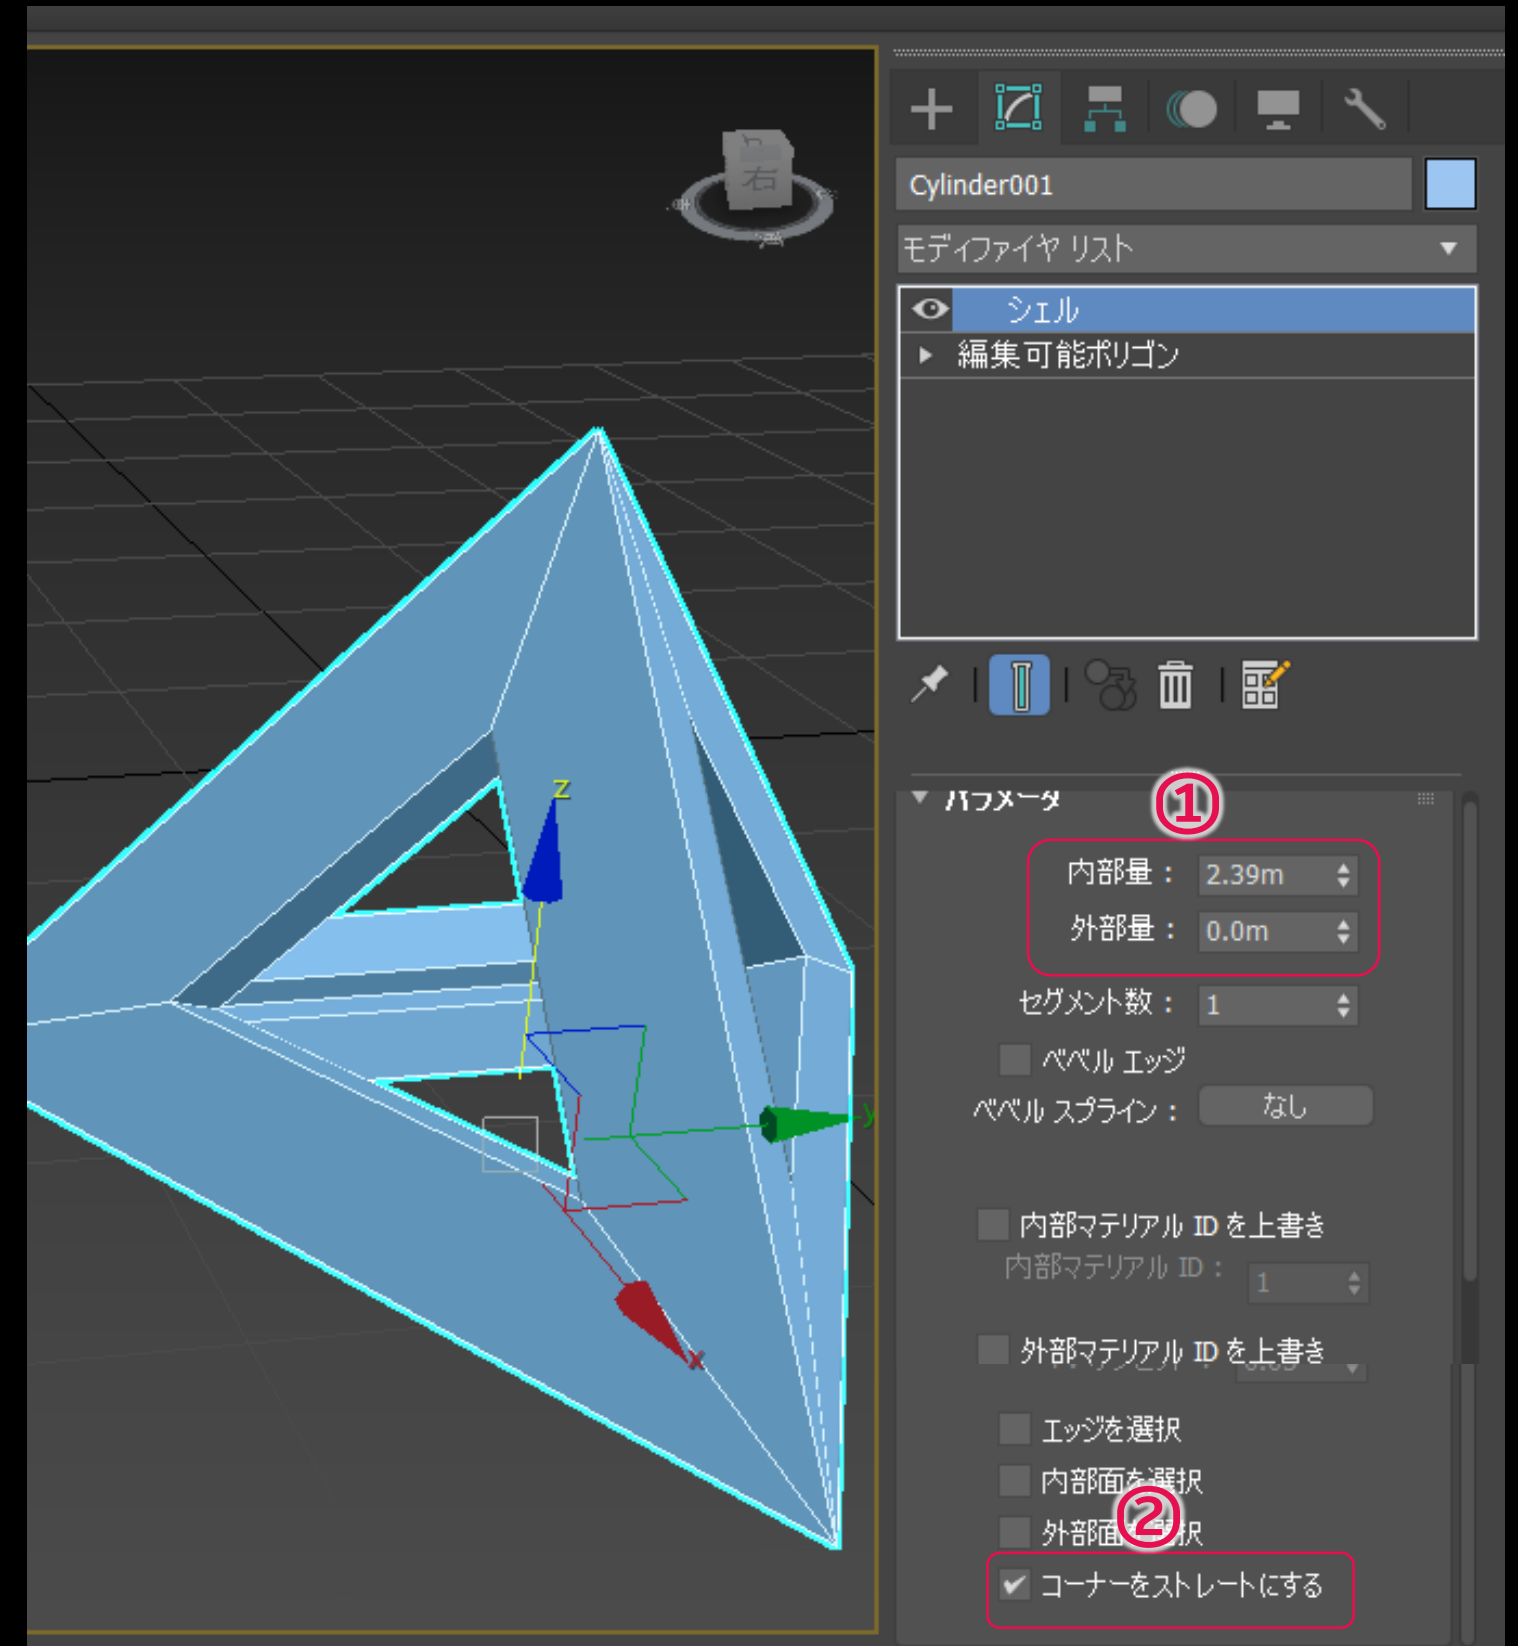 右
Cylinder001
モディファイヤ リスト
シェル
編集可能ポリゴン
パラメータ
①
内部量： 2.39m
外部量： 0.0m
セグメント数： 1
ベベル エッジ
ベベル スプライン： なし
内部マテリアル ID を上書き
内部マテリアル ID： 1
外部マテリアル ID を上書き
エッジを選択
内部面を選択
②
外部面 選択
コーナーをストレートにする
z
y
x